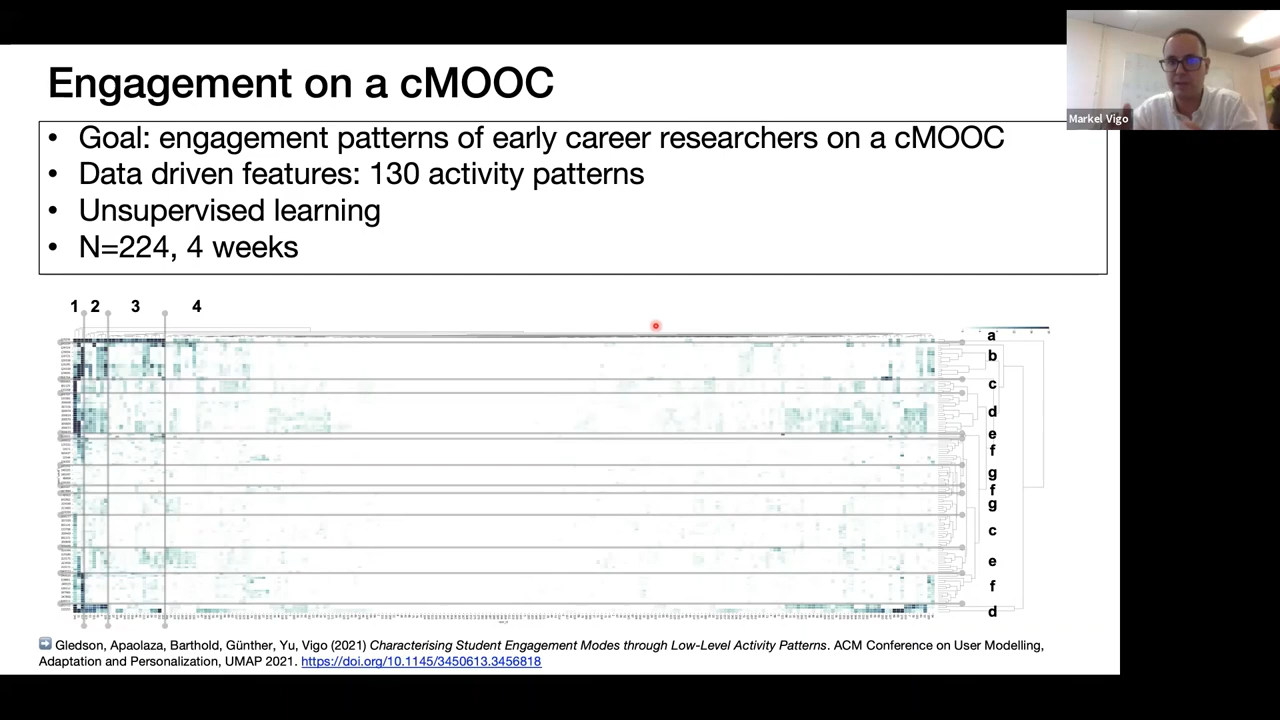 Engagement on a cMOOC
• Goal: engagement patterns of early career researchers on a cMOOC
• Data driven features: 130 activity patterns
• Unsupervised learning
• N=224, 4 weeks
Markel Vigo
1 2 3 4
a
b
c
d
e
f
g
f
g
c
e
f
d
Gledson, Apaolaza, Barthold, Günther, Yu, Vigo (2021) Characterising Student Engagement Modes through Low-Level Activity Patterns. ACM Conference on User Modelling,
Adaptation and Personalization, UMAP 2021. https://doi.org/10.1145/3450613.3456818